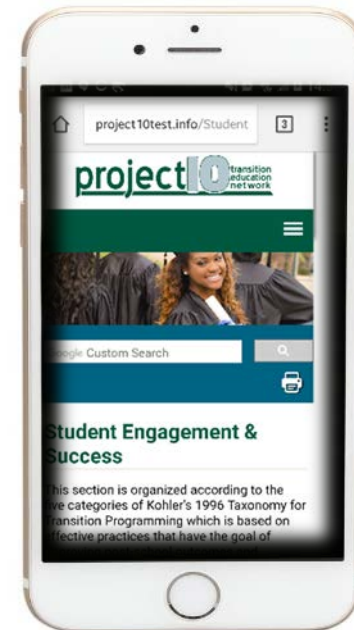 project10test.info/Student
3
project10 transition
education
network
Google Custom Search
Student Engagement &
Success
This section is organized according to the
five categories of Kohler's 1996 Taxonomy for
Transition Programming which is based on
effective practices that have the goal of